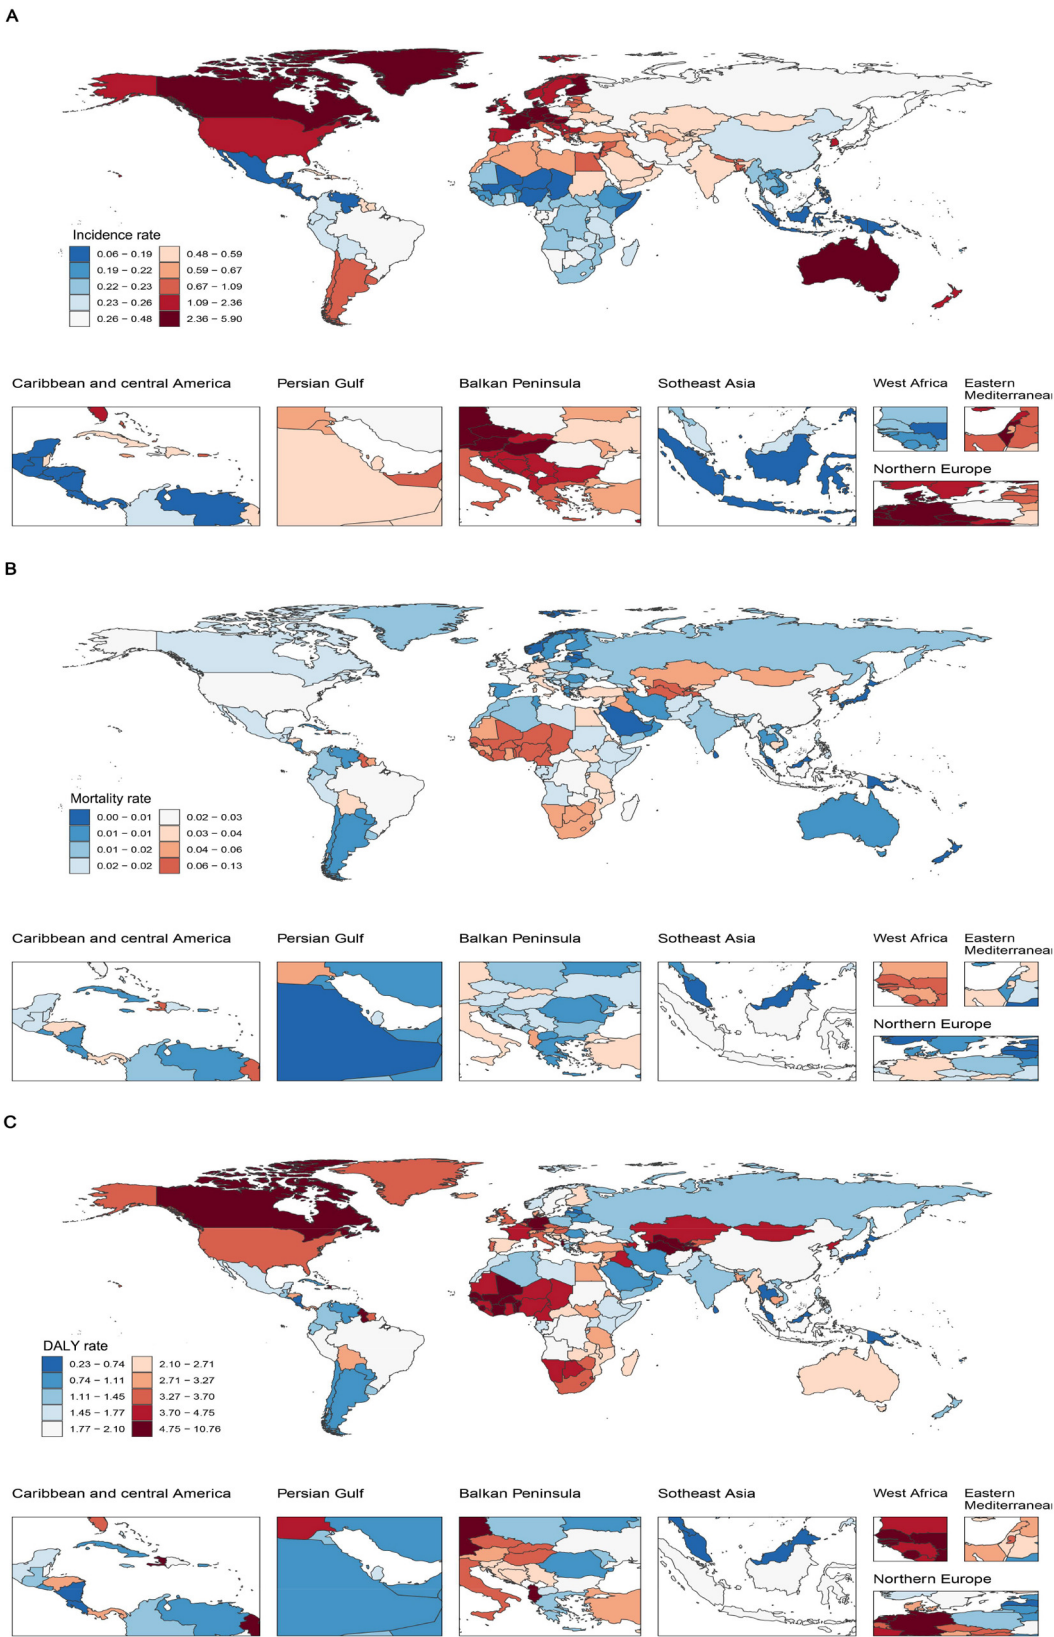 A
Incidence rate
0.06 – 0.19
0.19 – 0.22
0.22 – 0.23
0.23 – 0.26
0.26 – 0.48
0.48 – 0.59
0.59 – 0.67
0.67 – 1.09
1.09 – 2.36
2.36 – 5.90
Caribbean and central America
Persian Gulf
Balkan Peninsula
Sotheast Asia
West Africa
Eastern
Mediterranean
Northern Europe
B
Mortality rate
0.00 – 0.01
0.01 – 0.01
0.01 – 0.02
0.02 – 0.02
0.02 – 0.03
0.03 – 0.04
0.04 – 0.06
0.06 – 0.13
Caribbean and central America
Persian Gulf
Balkan Peninsula
Sotheast Asia
West Africa
Eastern
Mediterranean
Northern Europe
C
DALY rate
0.23 – 0.74
0.74 – 1.11
1.11 – 1.45
1.45 – 1.77
1.77 – 2.10
2.10 – 2.71
2.71 – 3.27
3.27 – 3.70
3.70 – 4.75
4.75 – 10.76
Caribbean and central America
Persian Gulf
Balkan Peninsula
Sotheast Asia
West Africa
Eastern
Mediterranean
Northern Europe